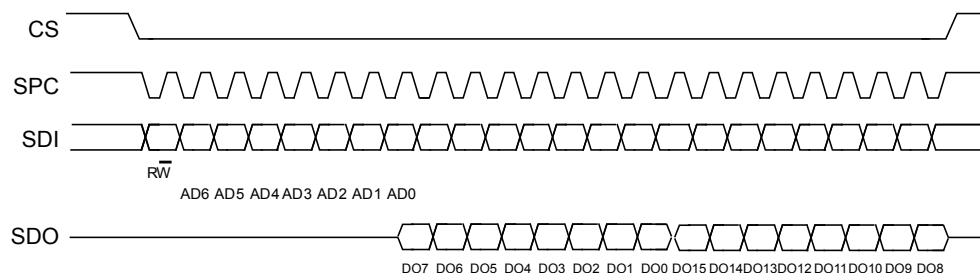 CS
SPC
SDI
RW
AD6 AD5 AD4 AD3 AD2 AD1 AD0
SDO
DO7 DO6 DO5 DO4 DO3 DO2 DO1 DO0 DO15 DO14 DO13 DO12 DO11 DO10 DO9 DO8